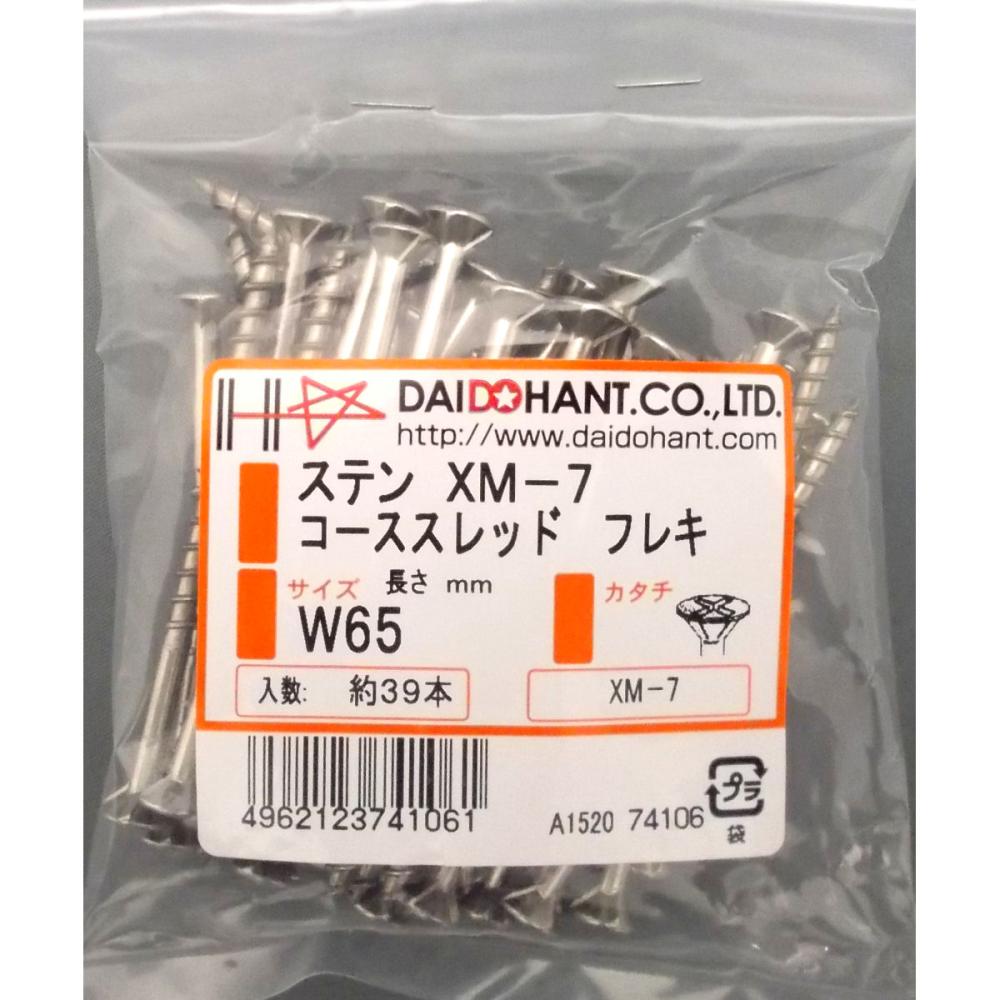 DAIDOHANT.CO.,LTD.
http://www.daidohant.com
ステン XM-7
コーススレッド フレキ
サイズ 長さ mm
カタチ
W65
入数: 約39本
XM-7
4962123741061
A1520 74106
プラ
袋